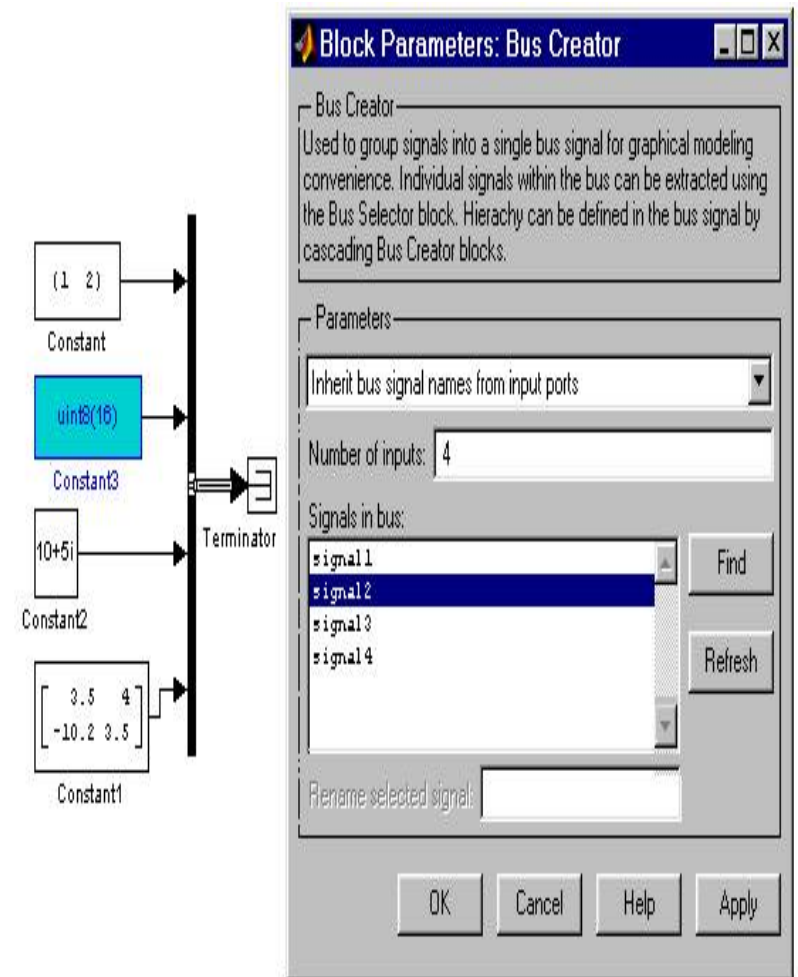 (1 2)
Constant
uint8(16)
Constant3
10+5i
Constant2
3.5 4
-10.2 3.5
Constant1
Terminator
Block Parameters: Bus Creator
Bus Creator
Used to group signals into a single bus signal for graphical modeling
convenience. Individual signals within the bus can be extracted using
the Bus Selector block. Hierachy can be defined in the bus signal by
cascading Bus Creator blocks.
Parameters
Inherit bus signal names from input ports
Number of inputs: 4
Signals in bus:
signal1
signal2
signal3
signal4
Find
Refresh
Rename selected signal:
OK Cancel Help Apply